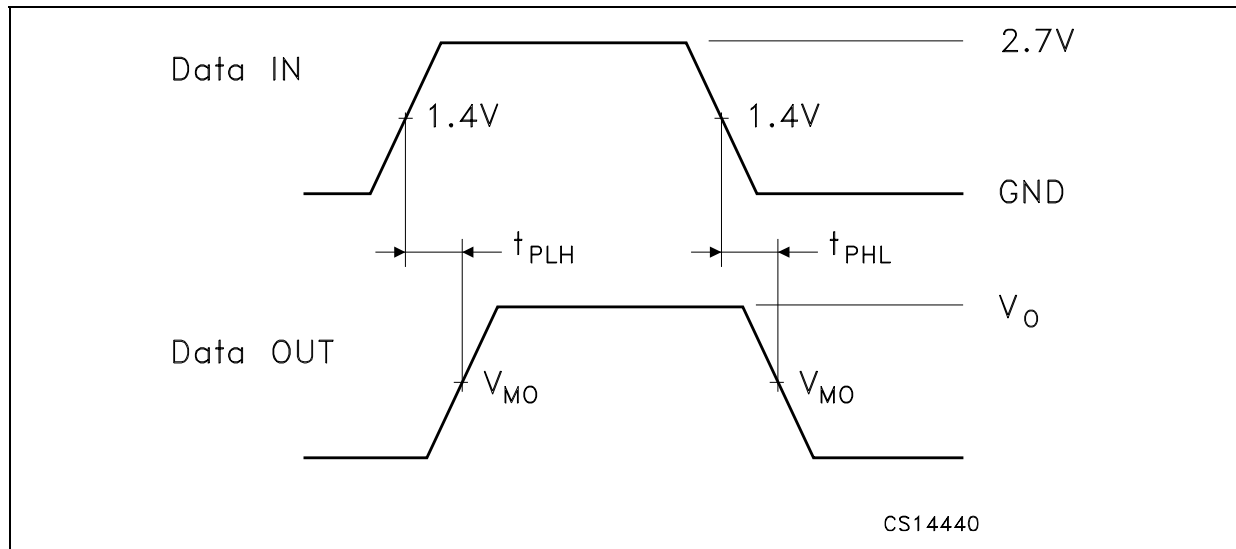 2.7V
Data IN
1.4V
1.4V
GND
tPLH
tPHL
VO
Data OUT
VMO
VMO
CS14440